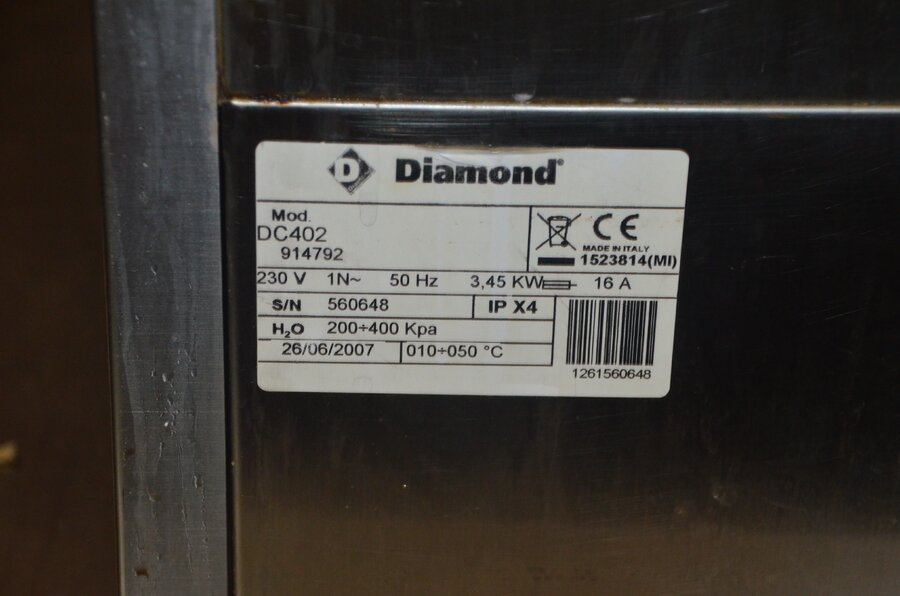 D Diamond®
Mod.
DC402
914792
CE
MADE IN ITALY
1523814(MI)
230 V 1N~ 50 Hz 3,45 KW 16 A
S/N 560648 IP X4
H₂O 200÷400 Kpa
26/06/2007 010÷050 °C
1261560648